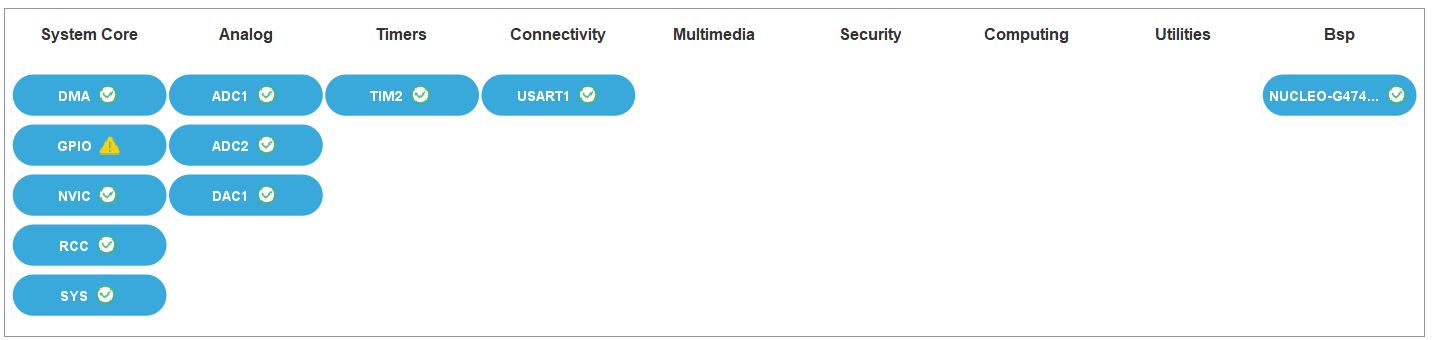 System Core Analog Timers Connectivity Multimedia Security Computing Utilities Bsp
DMA ADC1 TIM2 USART1 NUCLEO-G474...
GPIO ADC2
NVIC DAC1
RCC
SYS